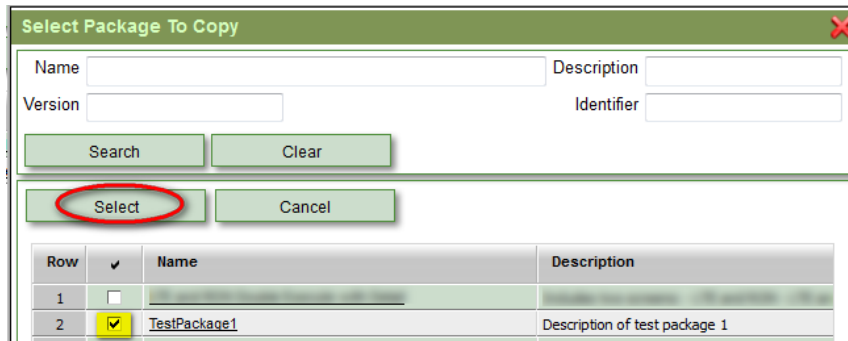 Select Package To Copy
Name Description
Version Identifier
Search Clear
Select Cancel
Row Name Description
1
2 TestPackage1 Description of test package 1